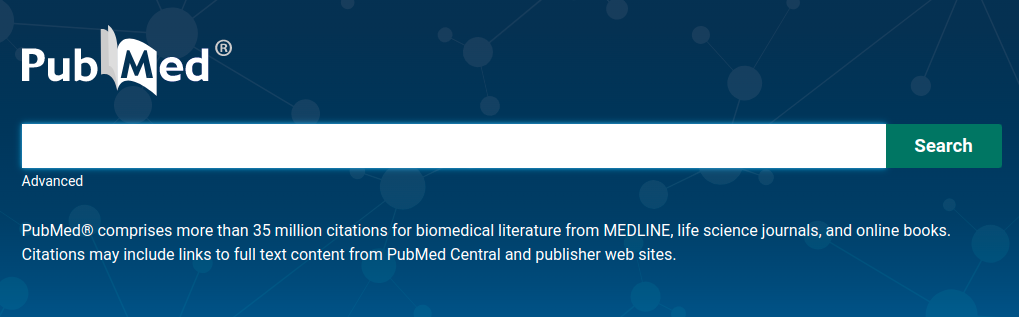 PubMed®
Search
Advanced
PubMed® comprises more than 35 million citations for biomedical literature from MEDLINE, life science journals, and online books.
Citations may include links to full text content from PubMed Central and publisher web sites.